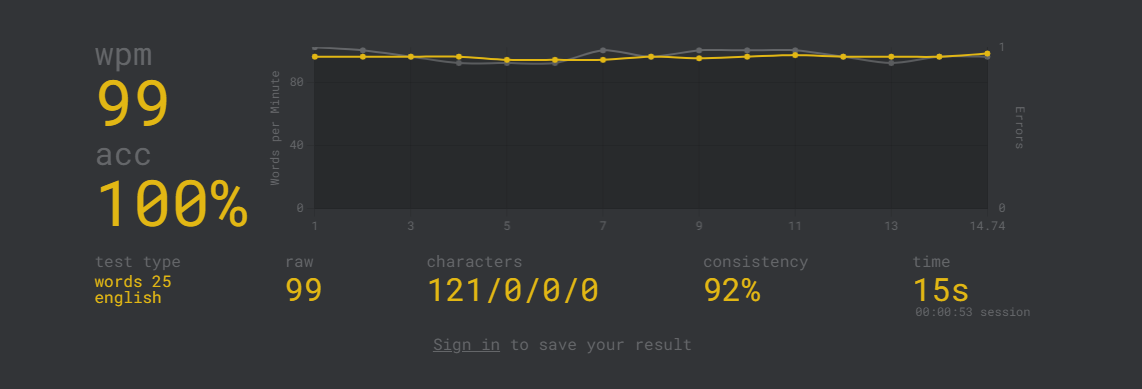 wpm
99
acc
100%
Words per Minute
80
40
0
1
Errors
0
1 3 5 7 9 11 13 14.74
test type
words 25
english
raw
99
characters
121/0/0/0
consistency
92%
time
15s
00:00:53 session
Sign in to save your result